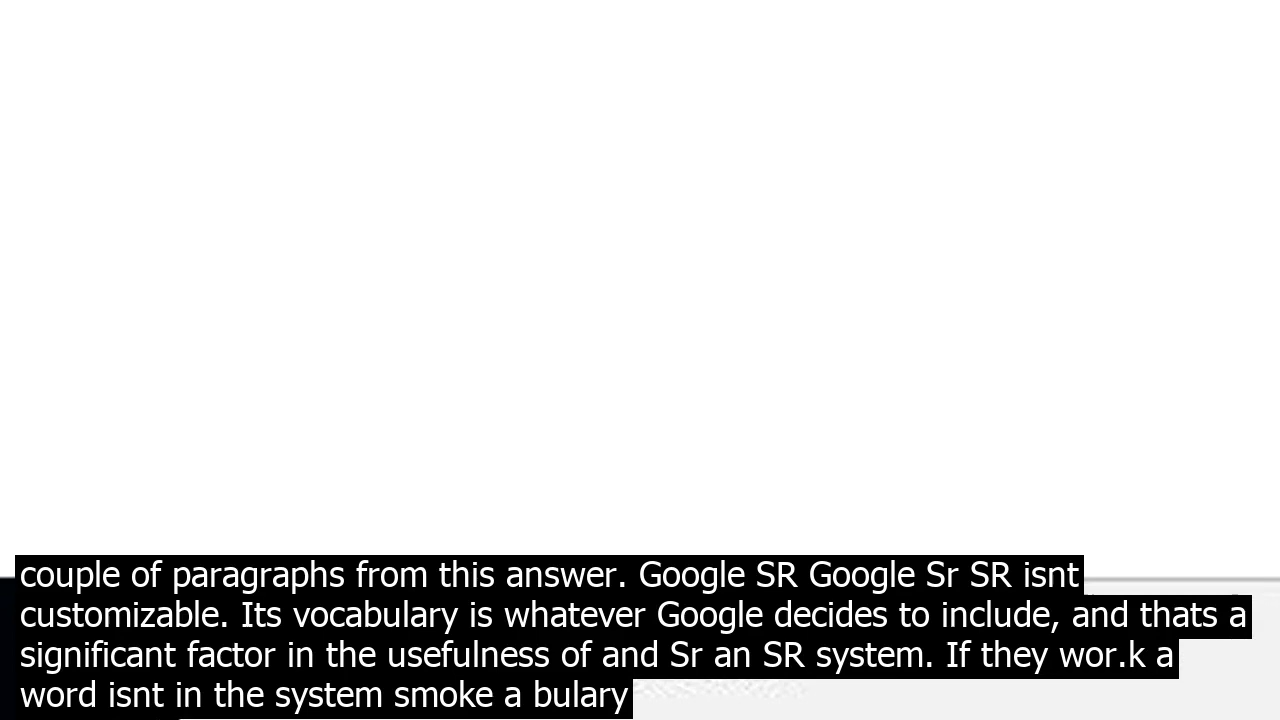 couple of paragraphs from this answer. Google SR Google Sr SR isnt
customizable. Its vocabulary is whatever Google decides to include, and thats a
significant factor in the usefulness of and Sr an SR system. If they wor.k a
word isnt in the system smoke a bulary